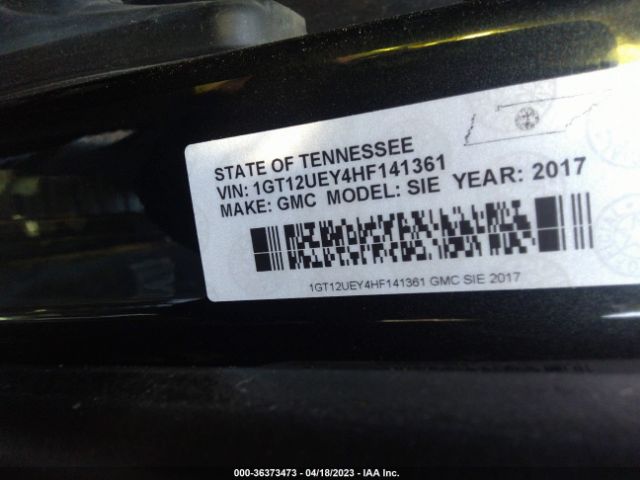 STATE OF TENNESSEE
VIN: 1GT12UEY4HF141361
MAKE: GMC MODEL: SIE YEAR: 2017
1GT12UEY4HF141361 GMC SIE 2017
000-36373473 - 04/18/2023 - IAA Inc.